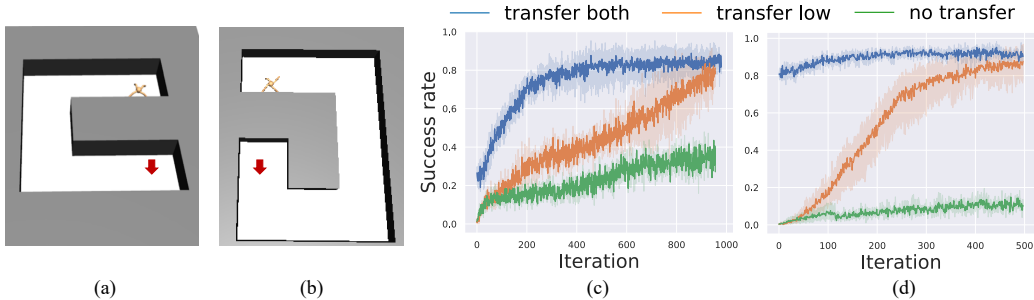 transfer both transfer low no transfer
Success rate
1.0
0.8
0.6
0.4
0.2
0.0
0 200 400 600 800 1000
Iteration
1.0
0.8
0.6
0.4
0.2
0.0
0 100 200 300 400 500
Iteration
(a) (b) (c) (d)